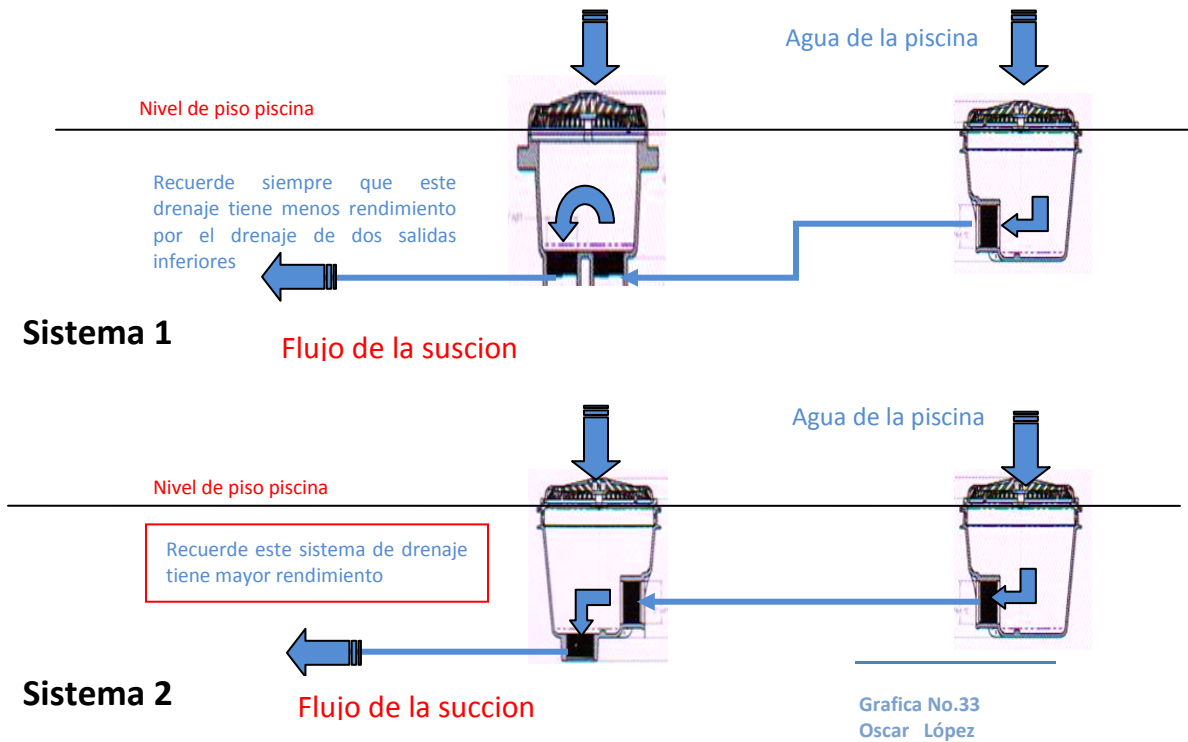 Agua de la piscina
Nivel de piso piscina
Recuerde siempre que este
drenaje tiene menos rendimiento
por el drenaje de dos salidas
inferiores
Sistema 1
Flujo de la suscion
Agua de la piscina
Nivel de piso piscina
Recuerde este sistema de drenaje
tiene mayor rendimiento
Sistema 2
Flujo de la succion
Grafica No.33
Oscar López